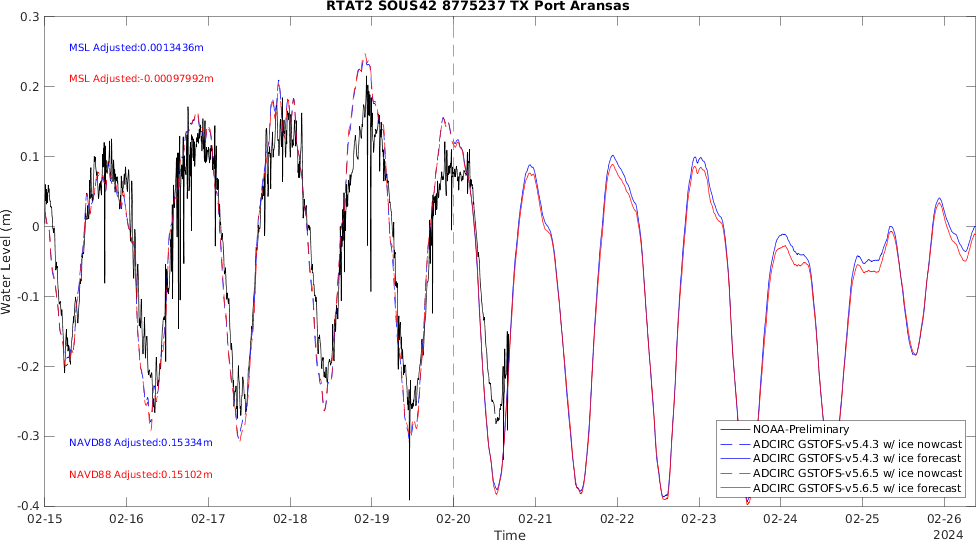 RTAT2 SOUS42 8775237 TX Port Aransas
MSL Adjusted:0.0013436m
MSL Adjusted:-0.00097992m
NAVD88 Adjusted:0.15334m
NAVD88 Adjusted:0.15102m
Water Level (m)
0.3
0.2
0.1
0
-0.1
-0.2
-0.3
-0.4
NOAA-Preliminary
ADCIRC GSTOFS-v5.4.3 w/ ice nowcast
ADCIRC GSTOFS-v5.4.3 w/ ice forecast
ADCIRC GSTOFS-v5.6.5 w/ ice nowcast
ADCIRC GSTOFS-v5.6.5 w/ ice forecast
02-15 02-16 02-17 02-18 02-19 02-20 02-21 02-22 02-23 02-24 02-25 02-26
Time
2024